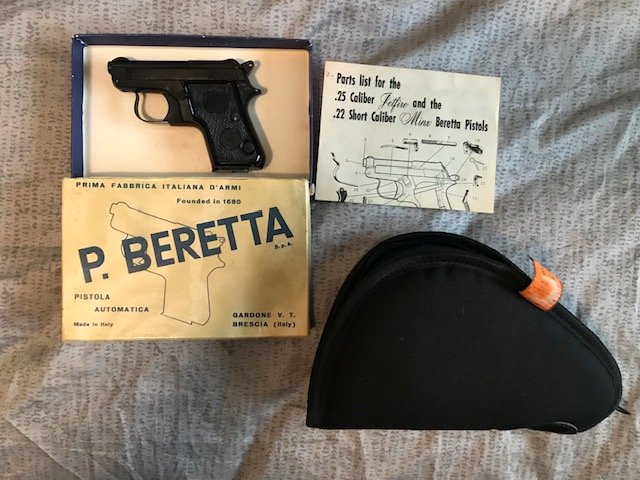 PRIMA FABBRICA ITALIANA D'ARMI
Founded in 1680
P. BERETTA
S.p.A.
PISTOLA
AUTOMATICA
Made in Italy
GARDONE V. T.
BRESCIA (Italy)
Parts list for the
.25 Caliber Jetfire and the
.22 Short Caliber Minx Beretta Pistols